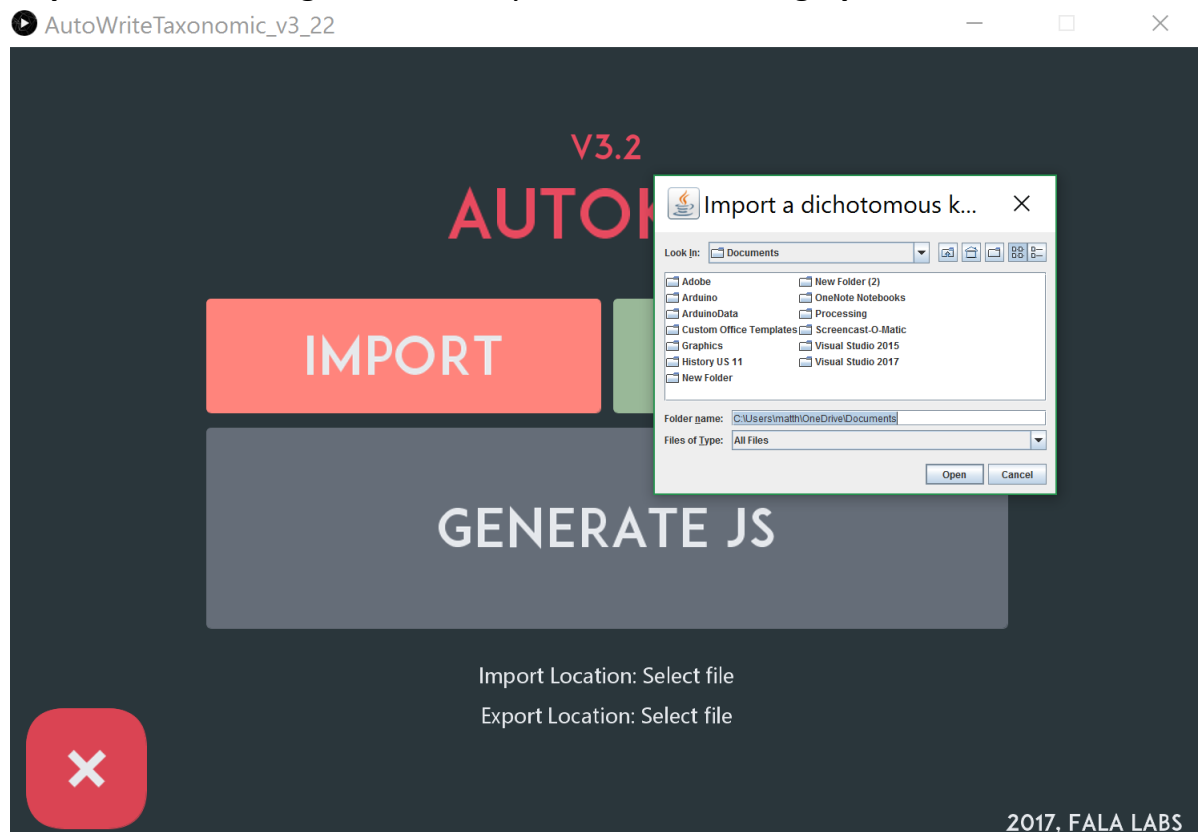 AutoWriteTaxonomic_v3_22
V3.2
AUTOK
IMPORT
GENERATE JS
Import Location: Select file
Export Location: Select file
2017, FALA LABS
Import a dichotomous k...
Look In: Documents
Adobe
Arduino
ArduinoData
Custom Office Templates
Graphics
History US 11
New Folder
New Folder (2)
OneNote Notebooks
Processing
Screencast-O-Matic
Visual Studio 2015
Visual Studio 2017
Folder name: C:\Users\matth\OneDrive\Documents
Files of Type: All Files
Open Cancel